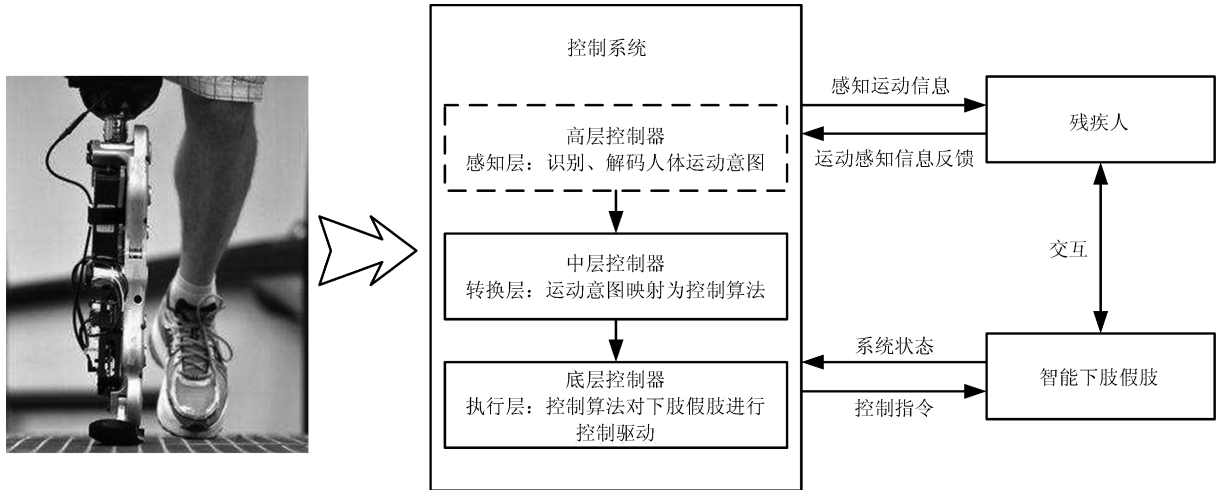 控制系统
高层控制器
感知层：识别、解码人体运动意图
中层控制器
转换层：运动意图映射为控制算法
底层控制器
执行层：控制算法对下肢假肢进行
控制驱动
感知运动信息
运动感知信息反馈
残疾人
交互
系统状态
控制指令
智能下肢假肢